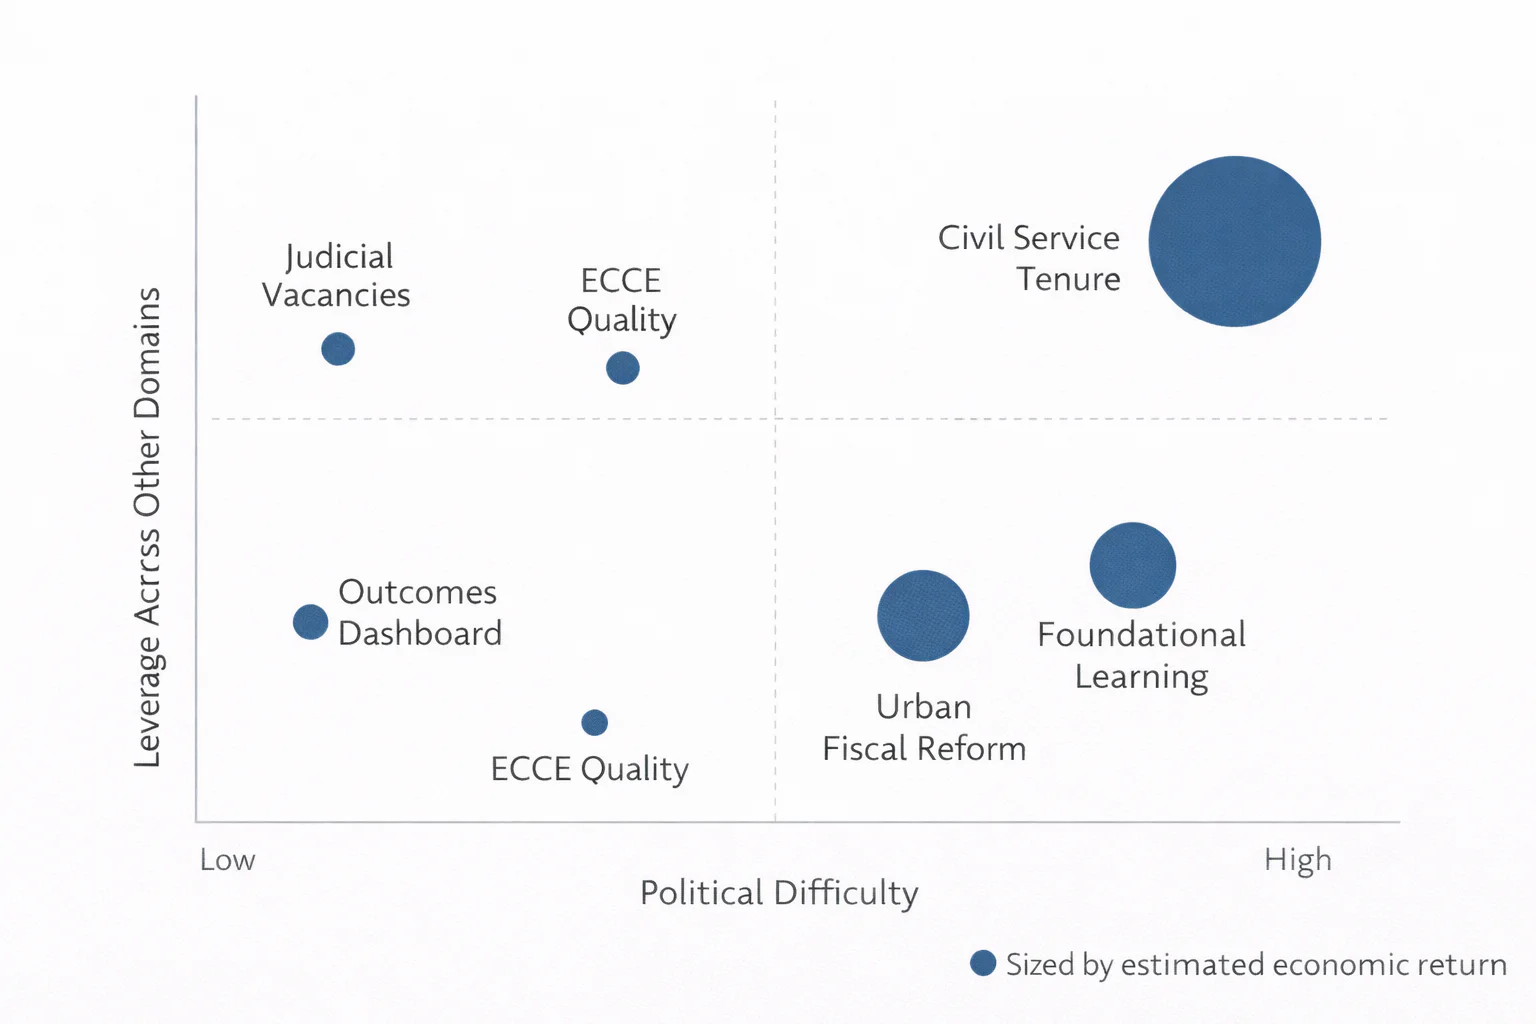 Judicial
Vacancies
ECCE
Quality
Civil Service
Tenure
Leverage Acrrss Other Domains
Outcomes
Dashboard
ECCE Quality
Urban
Fiscal Reform
Foundational
Learning
Low
High
Political Difficulty
Sized by estimated economic return